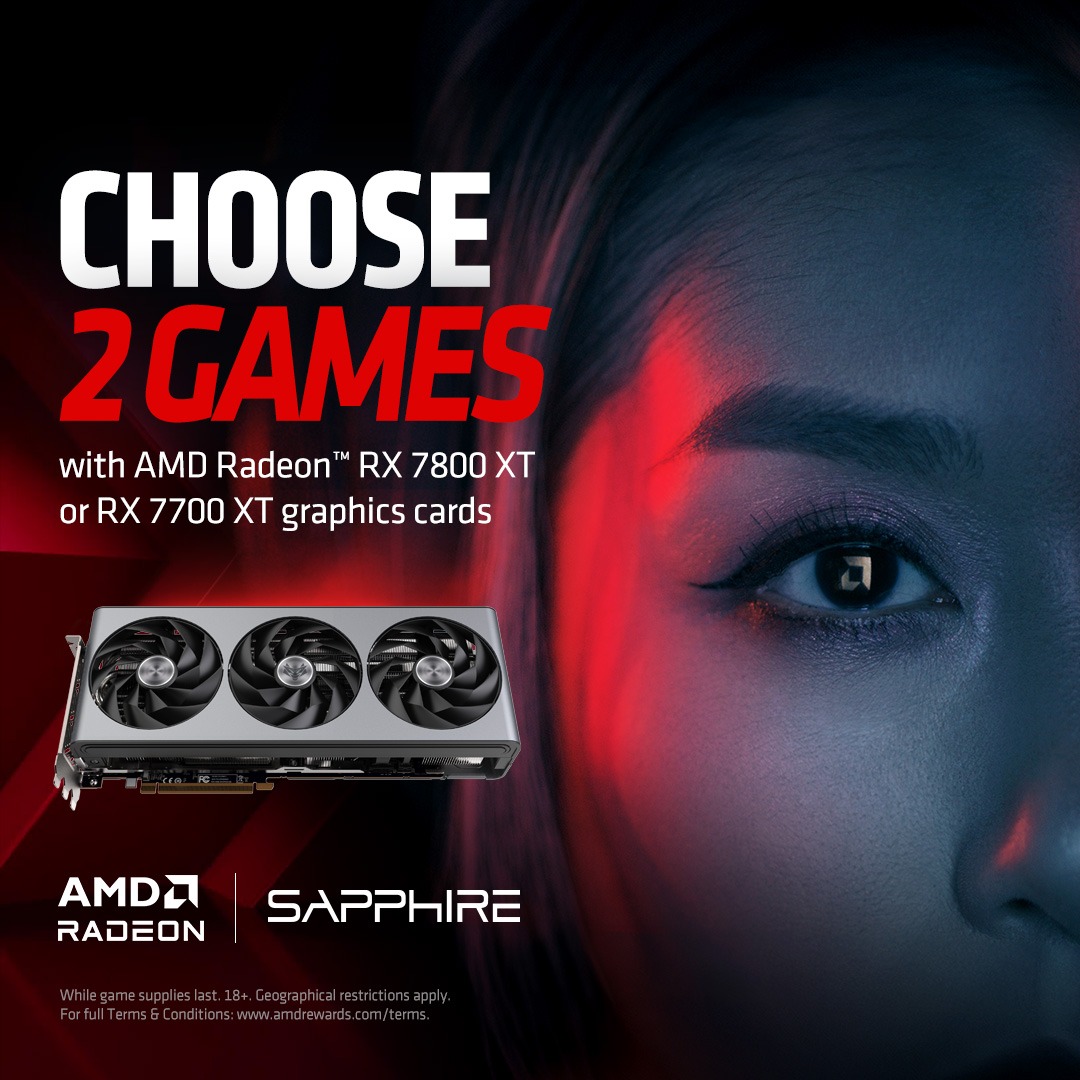 CHOOSE
2 GAMES
with AMD Radeon™ RX 7800 XT
or RX 7700 XT graphics cards
AMD
RADEON
SAPPHIRE
While game supplies last. 18+. Geographical restrictions apply.
For full Terms & Conditions: www.amdrewards.com/terms.